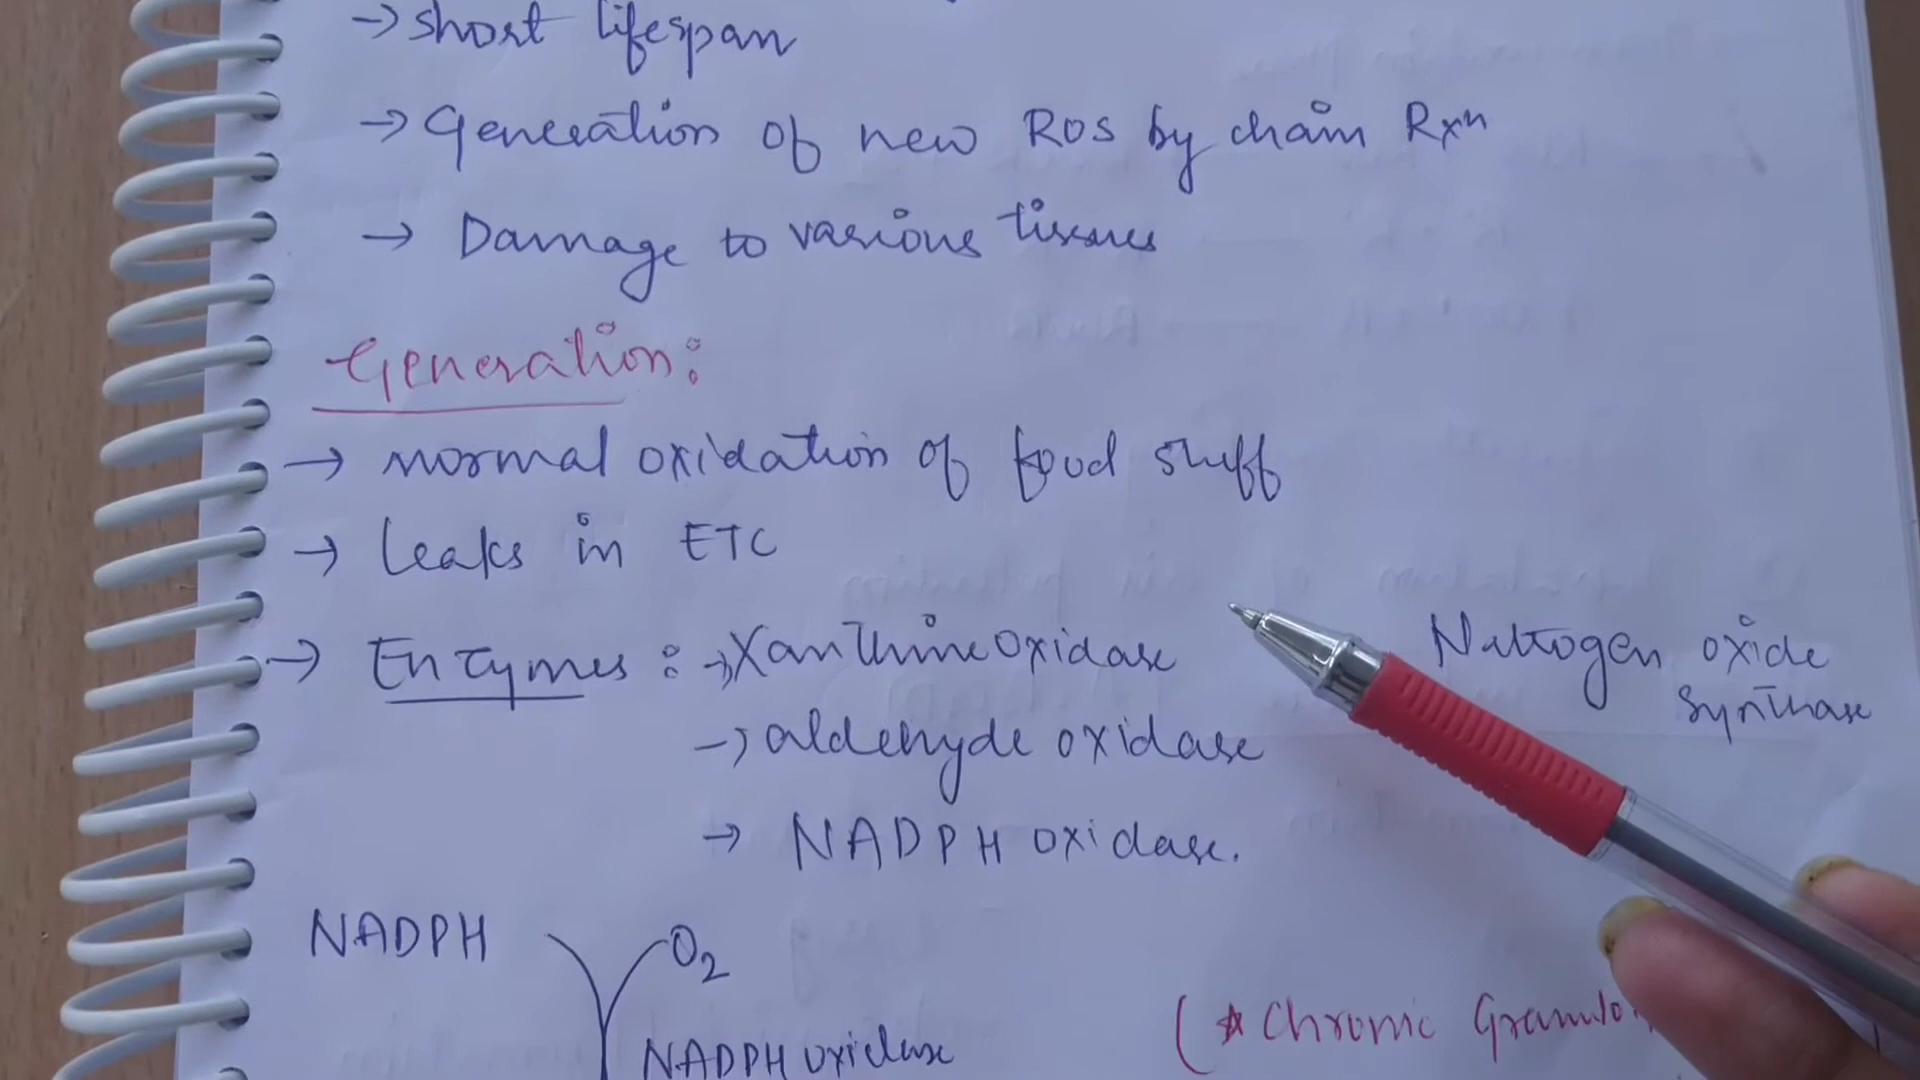 → short lifespan
→ Generation of new ROS by chain Rxn
→ Damage to various tissues
Generation:
→ normal oxidation of food stuff
→ Leaks in ETC
→ Enzymes : → Xanthine oxidase
Nitrogen oxide
synthase
→ aldehyde oxidase
→ NADPH oxidase.
NADPH O2
NADPH oxidase
( * Chronic Granulo